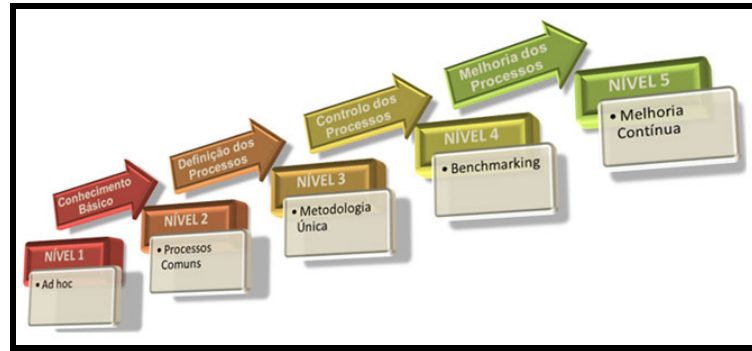 Conhecimento
Básico
Definição dos
Processos
Controlo dos
Processos
Melhoria dos
Processos
NÍVEL 1
• Ad hoc
NÍVEL 2
• Processos
Comuns
NÍVEL 3
• Metodologia
Única
NÍVEL 4
• Benchmarking
NÍVEL 5
• Melhoria
Contínua